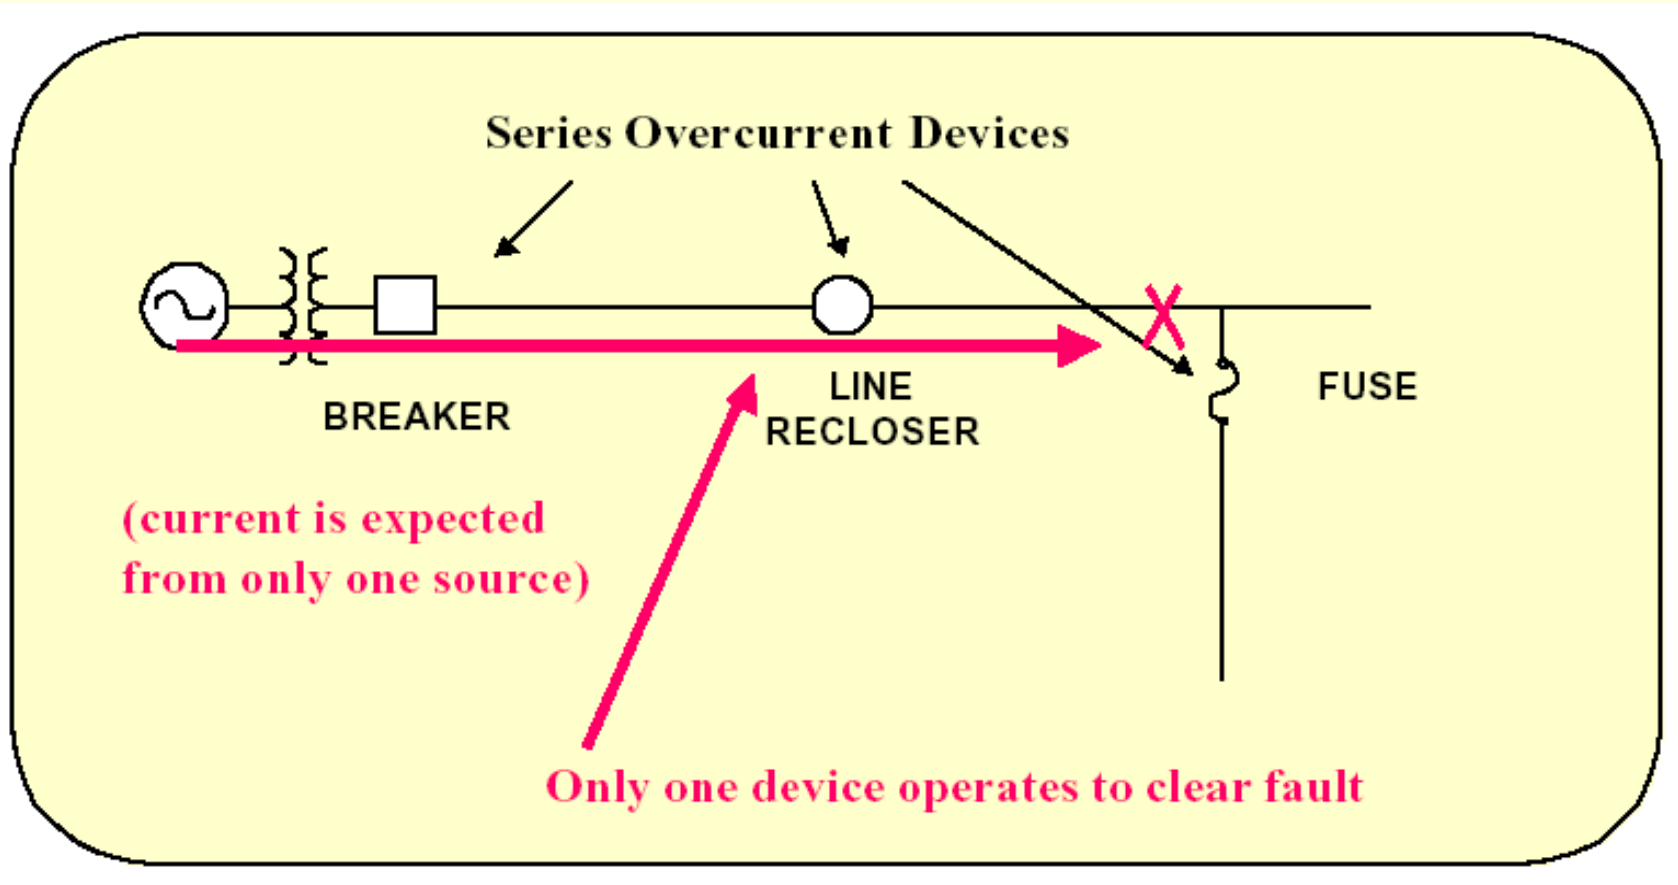 Series Overcurrent Devices
BREAKER
LINE
RECLOSER
FUSE
(current is expected
from only one source)
Only one device operates to clear fault